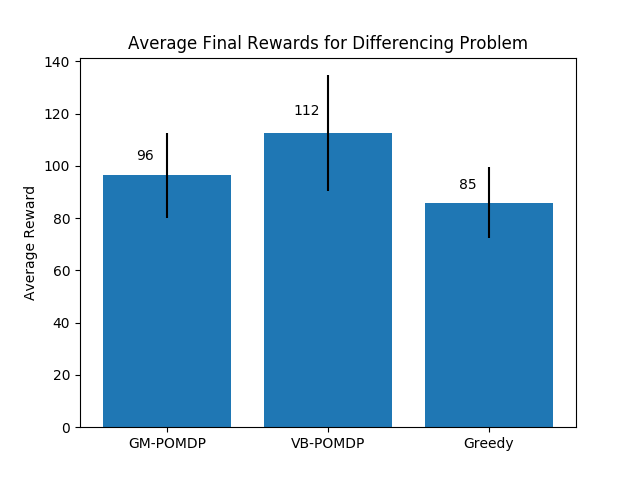 Average Final Rewards for Differencing Problem
Average Reward
140
120
100
80
60
40
20
0
96
112
85
GM-POMDP
VB-POMDP
Greedy